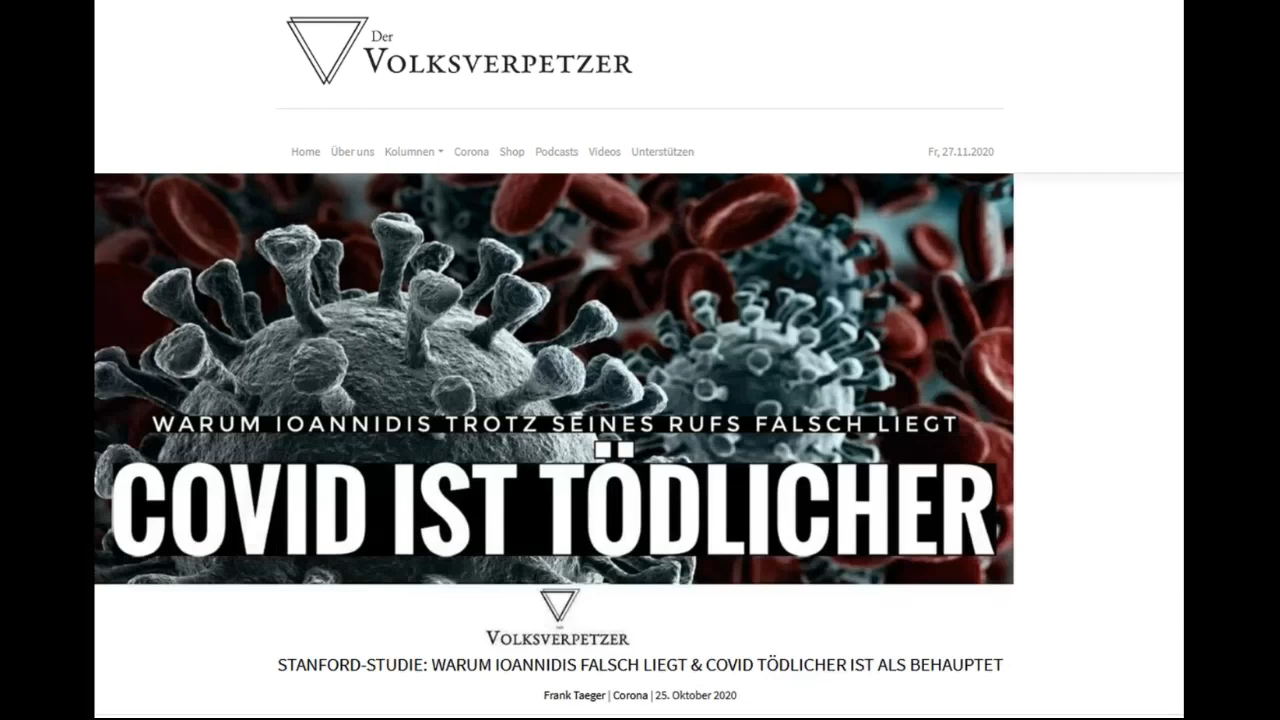 Der
VOLKSVERPETZER
Home Über uns Kolumnen Corona Shop Podcasts Videos Unterstützen Fr, 27.11.2020
WARUM IOANNIDIS TROTZ SEINES RUFS FALSCH LIEGT
COVID IST TÖDLICHER
VOLKSVERPETZER
STANFORD-STUDIE: WARUM IOANNIDIS FALSCH LIEGT & COVID TÖDLICHER IST ALS BEHAUPTET
Frank Taeger | Corona | 25. Oktober 2020